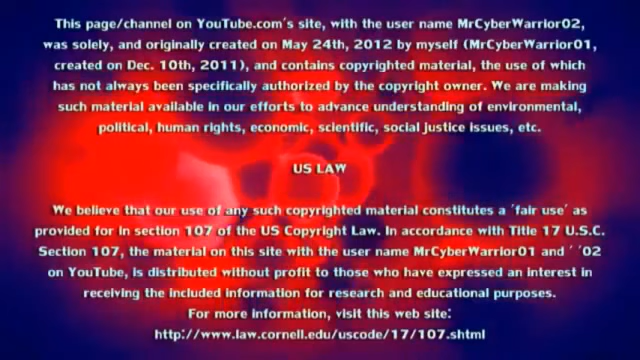 This page/channel on YouTube.com's site, with the user name MrCyberWarrior02,
was solely, and originally created on May 24th, 2012 by myself (MrCyberWarrior01,
created on Dec. 10th, 2011), and contains copyrighted material, the use of which
has not always been specifically authorized by the copyright owner. We are making
such material available in our efforts to advance understanding of environmental,
political, human rights, economic, scientific, social justice issues, etc.
US LAW
We believe that our use of any such copyrighted material constitutes a 'fair use' as
provided for in section 107 of the US Copyright Law. In accordance with Title 17 U.S.C.
Section 107, the material on this site with the user name MrCyberWarrior01 and ´ ´02
on YouTube, is distributed without profit to those who have expressed an interest in
receiving the included information for research and educational purposes.
For more information, visit this web site:
http://www.law.cornell.edu/uscode/17/107.shtml